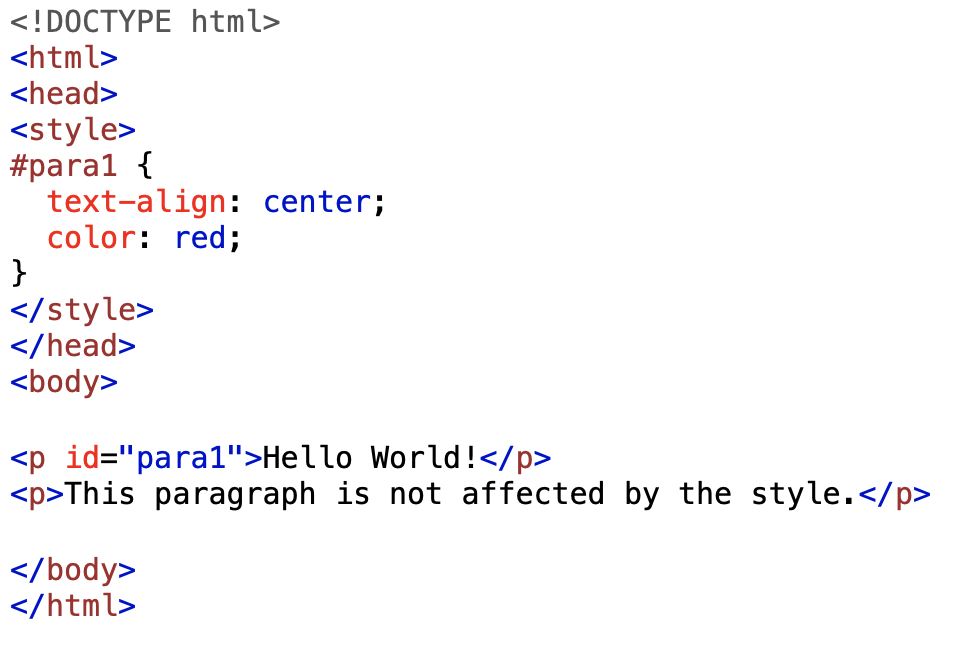 <!DOCTYPE html>
<html>
<head>
<style>
#para1 {
  text-align: center;
  color: red;
}
</style>
</head>
<body>

<p id="para1">Hello World!</p>
<p>This paragraph is not affected by the style.</p>

</body>
</html>